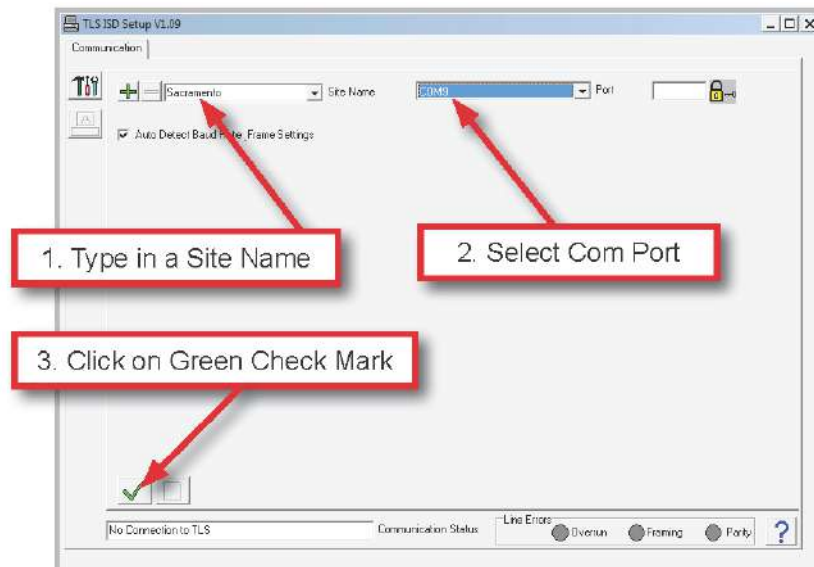 TLS ISD Setup V1.09
Communication
Sacramento Site Name COM9 Port
Auto Detect Baud Rate, Frame Settings
1. Type in a Site Name
2. Select Com Port
3. Click on Green Check Mark
No Connection to TLS Communication Status Line Errors Overrun Framing Parity ?